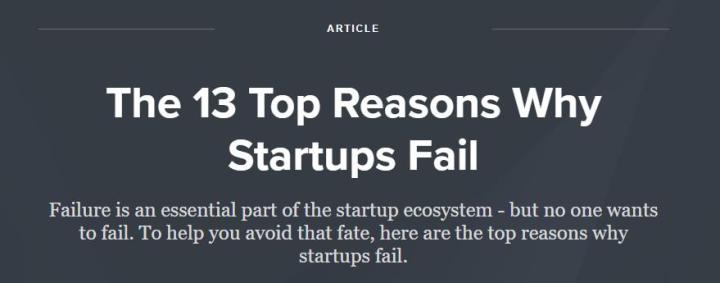 ARTICLE
The 13 Top Reasons Why
Startups Fail
Failure is an essential part of the startup ecosystem - but no one wants
to fail. To help you avoid that fate, here are the top reasons why
startups fail.